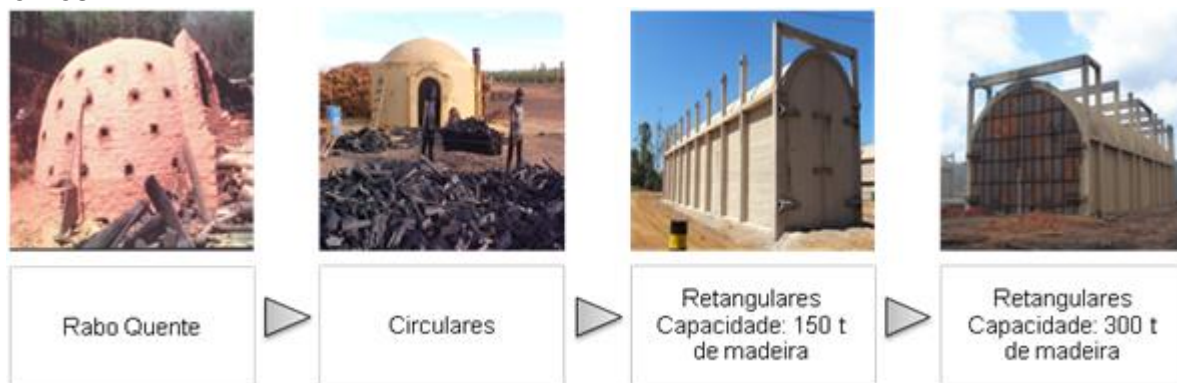 Rabo Quente
Circulares
Retangulares
Capacidade: 150 t
de madeira
Retangulares
Capacidade: 300 t
de madeira